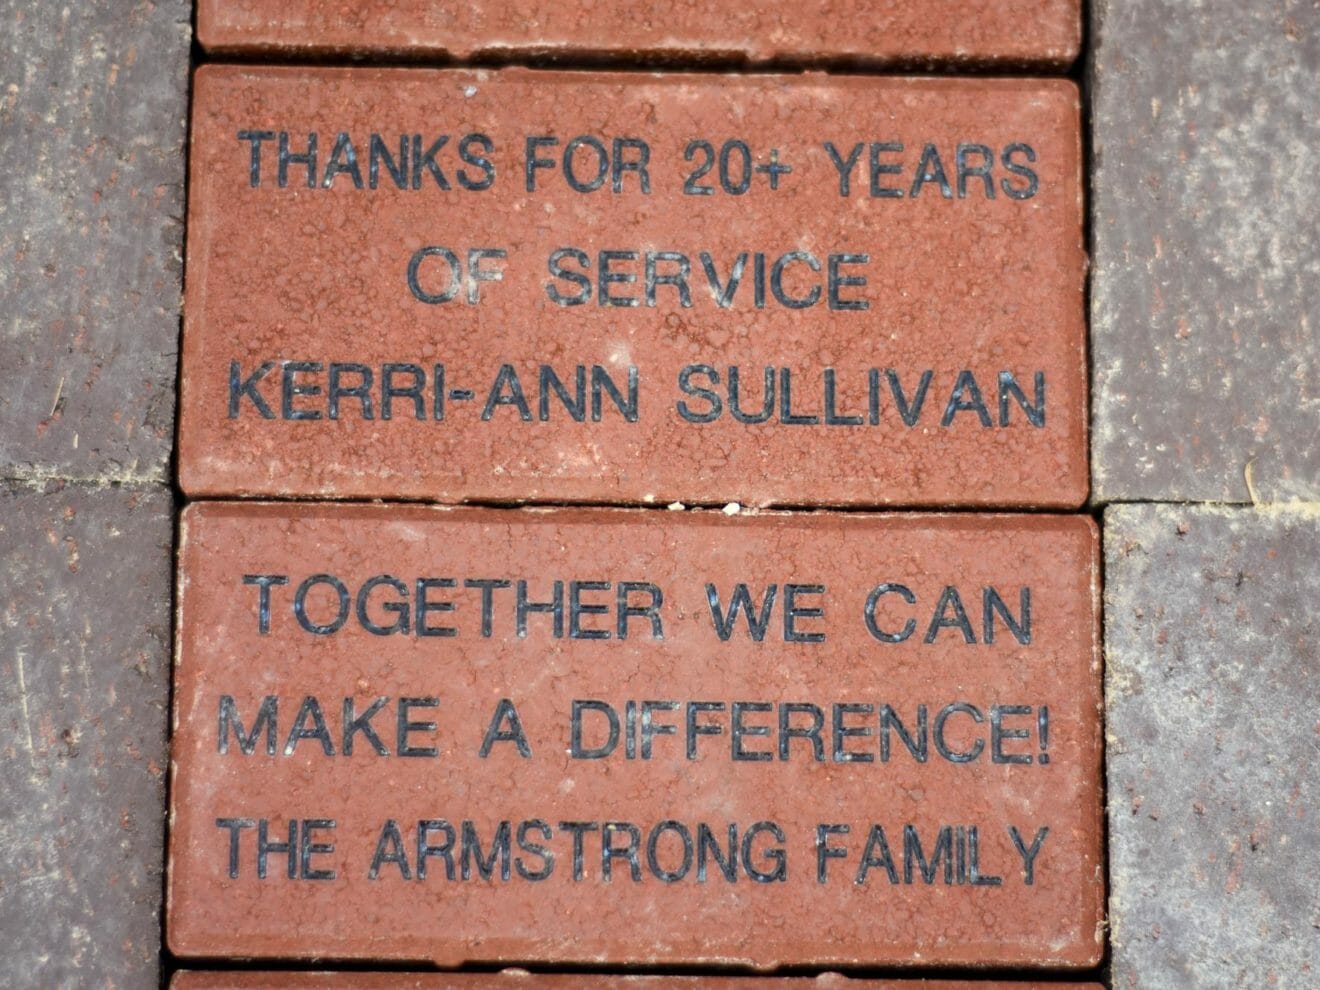 THANKS FOR 20+ YEARS
OF SERVICE
KERRI-ANN SULLIVAN
TOGETHER WE CAN
MAKE A DIFFERENCE!
THE ARMSTRONG FAMILY